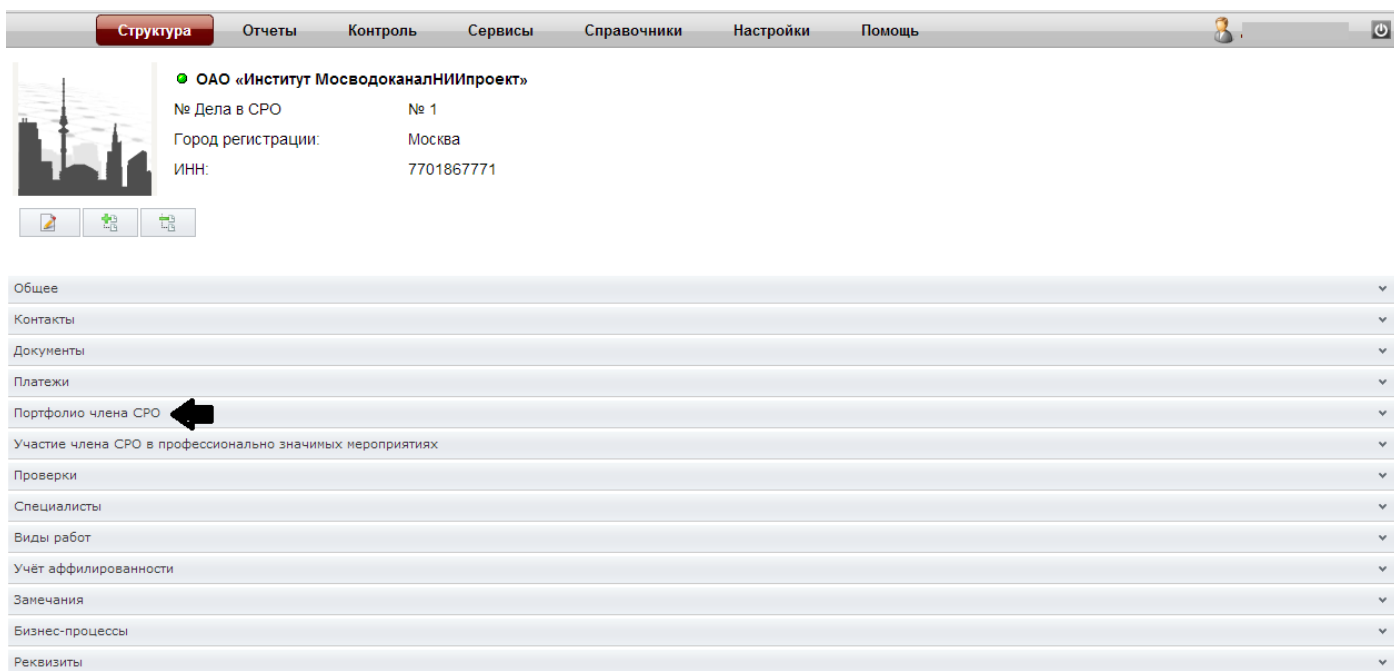 Структура Отчеты Контроль Сервисы Справочники Настройки Помощь
ОАО «Институт МосводоканалНИИпроект»
№ Дела в СРО № 1
Город регистрации: Москва
ИНН: 7701867771
Общее
Контакты
Документы
Платежи
Портфолио члена СРО
Участие члена СРО в профессионально значимых мероприятиях
Проверки
Специалисты
Виды работ
Учёт аффилированности
Замечания
Бизнес-процессы
Реквизиты